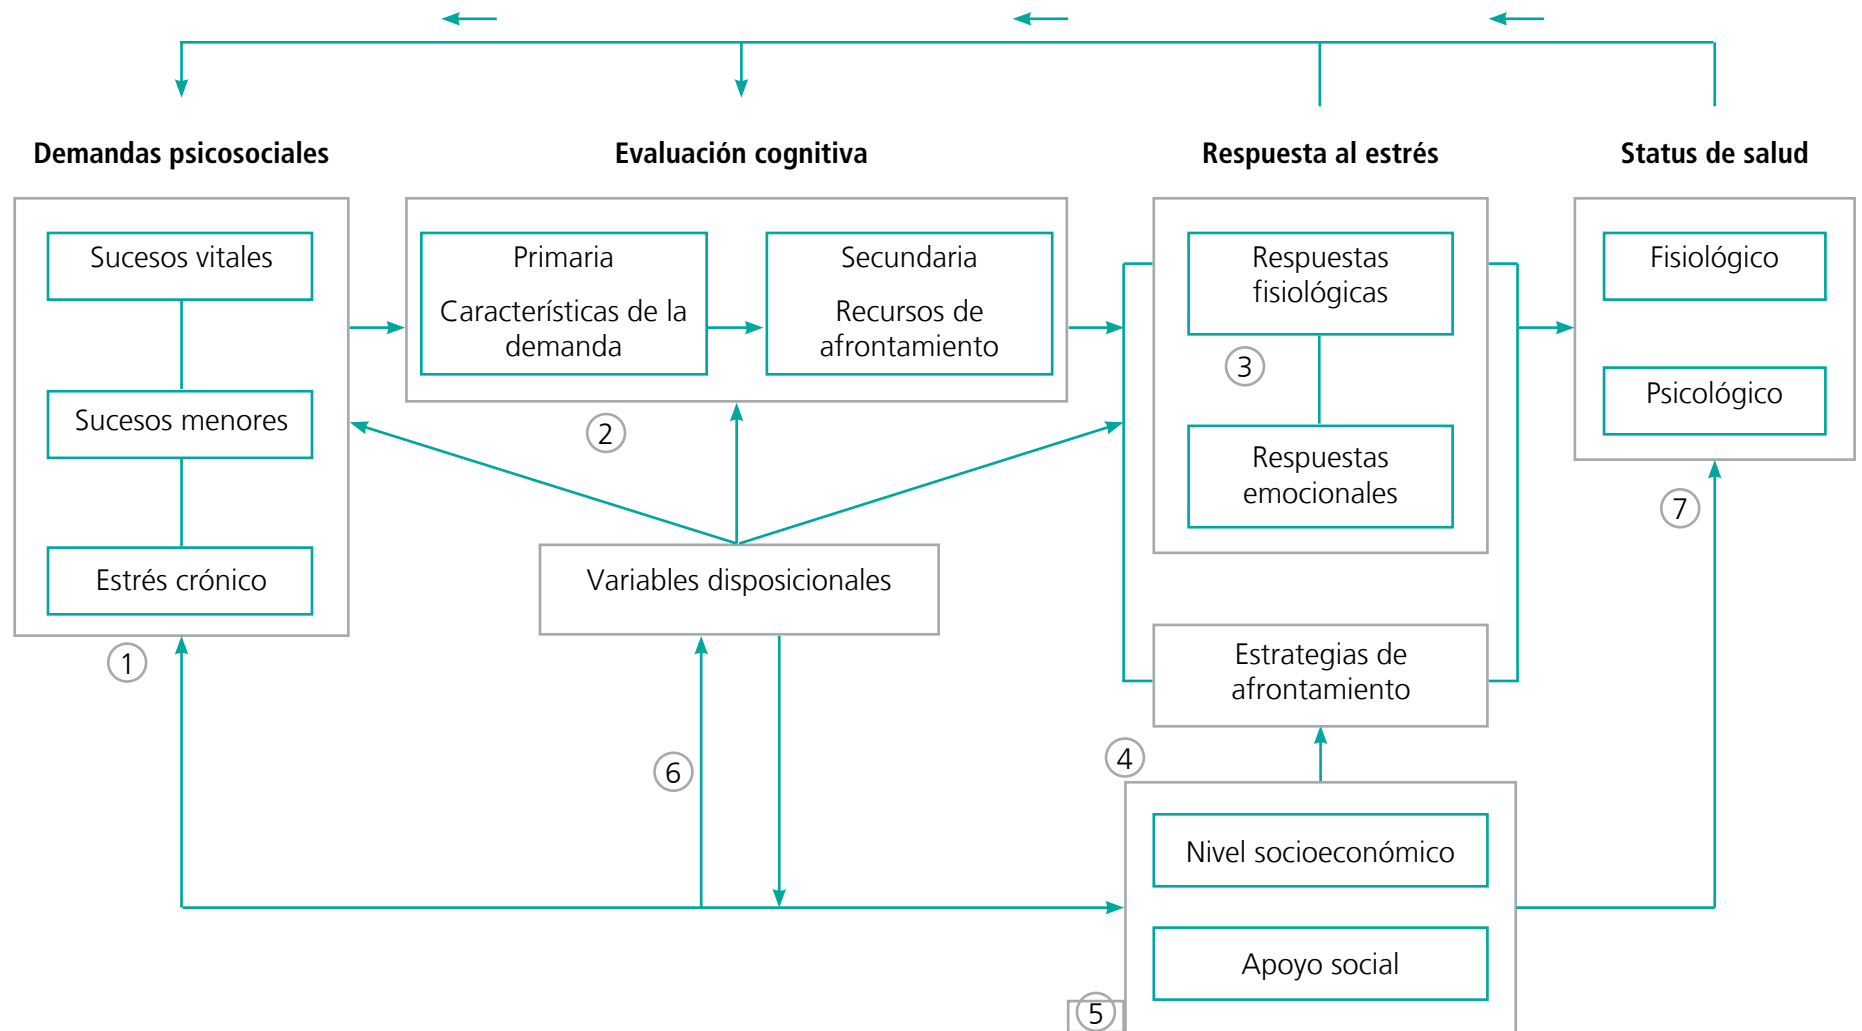 Demandas psicosociales
Sucesos vitales
Sucesos menores
Estrés crónico
1
Evaluación cognitiva
Primaria
Características de la
demanda
Secundaria
Recursos de
afrontamiento
2
Variables disposicionales
6
Respuesta al estrés
Respuestas
fisiológicas
3
Respuestas
emocionales
Estrategias de
afrontamiento
4
Nivel socioeconómico
Apoyo social
5
Status de salud
Fisiológico
Psicológico
7